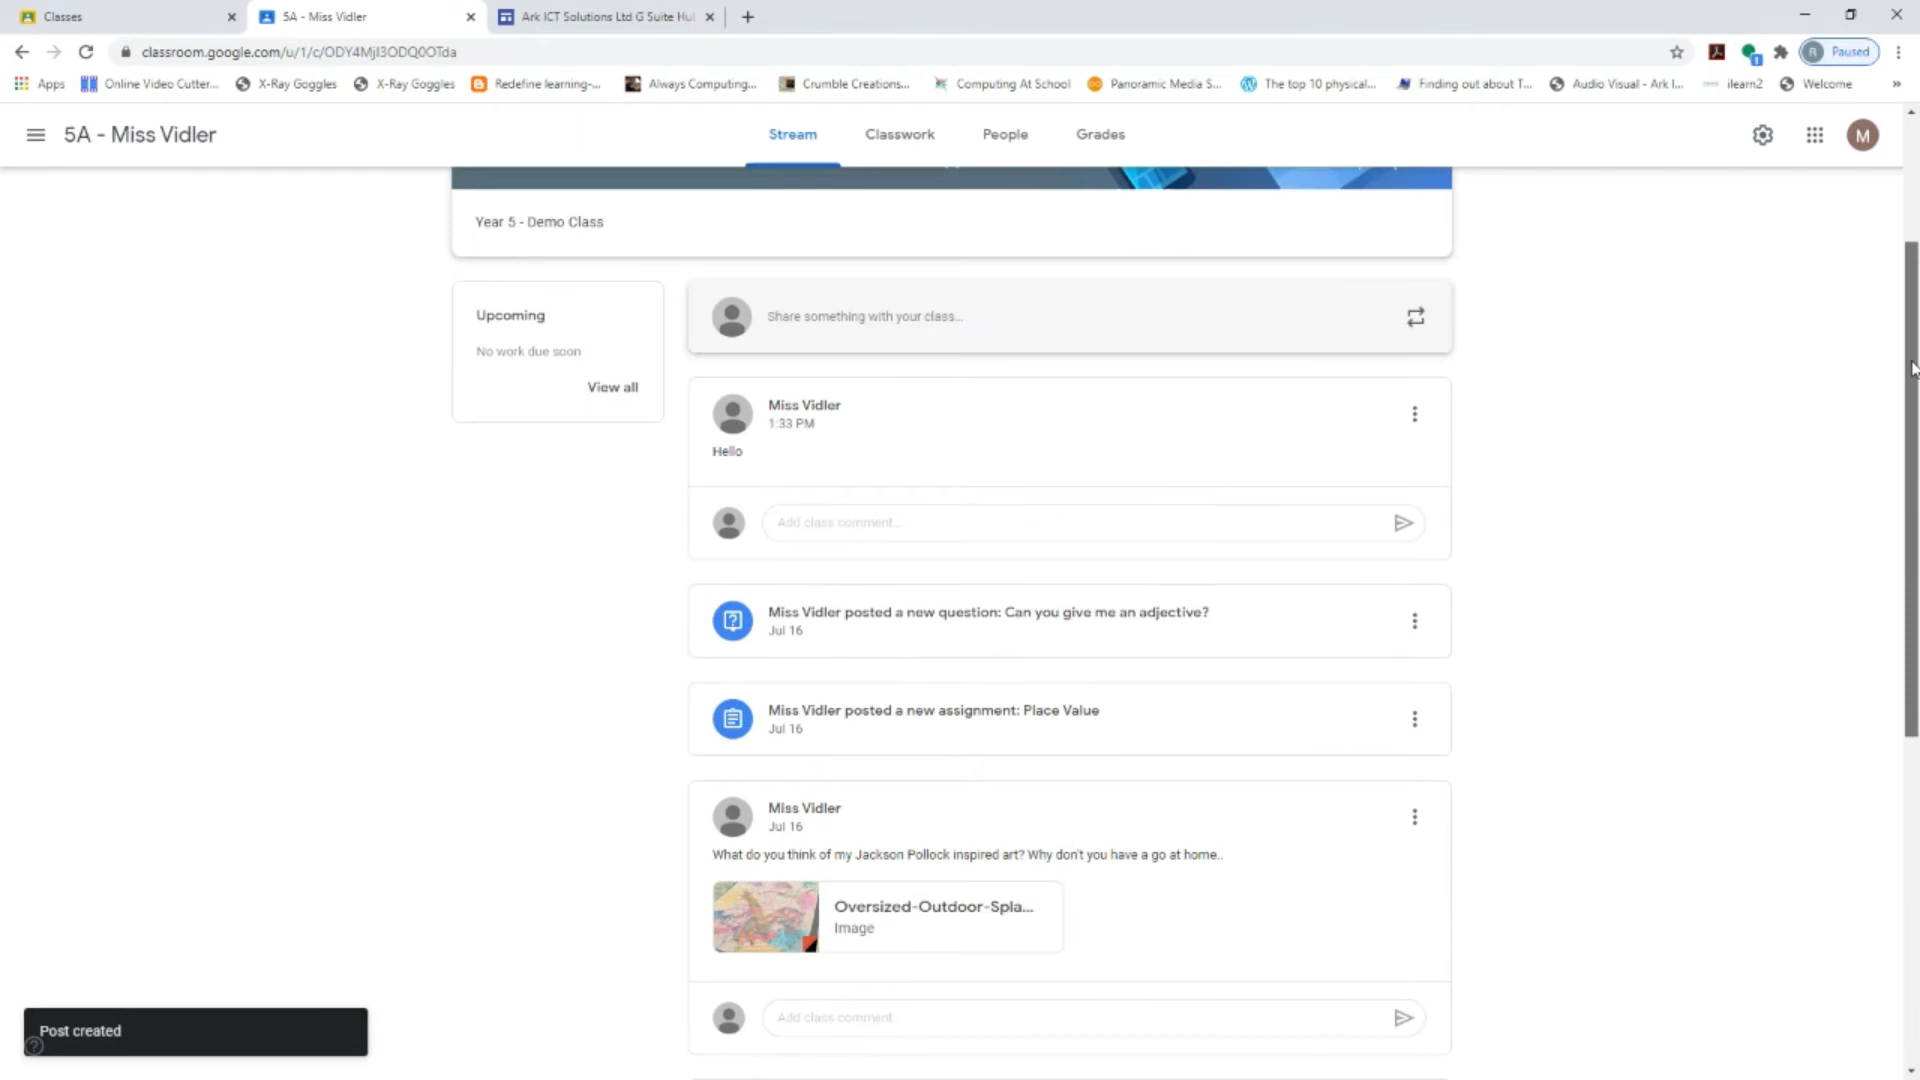 Classes
5A - Miss Vidler
Ark ICT Solutions Ltd G Suite Hu
classroom.google.com/u/1/c/ODY4MjI3ODQ0OTda
Paused
Apps
Online Video Cutter...
X-Ray Goggles
X-Ray Goggles
Redefine learning-...
Always Computing...
Crumble Creations...
Computing At School
Panoramic Media S...
The top 10 physical...
Finding out about T...
Audio Visual - Ark I...
ilearn2
Welcome
5A - Miss Vidler
Stream
Classwork
People
Grades
M
Year 5 - Demo Class
Upcoming
No work due soon
View all
Share something with your class...
Miss Vidler
1:33 PM
Hello
Add class comment...
Miss Vidler posted a new question: Can you give me an adjective?
Jul 16
Miss Vidler posted a new assignment: Place Value
Jul 16
Miss Vidler
Jul 16
What do you think of my Jackson Pollock inspired art? Why don't you have a go at home..
Oversized-Outdoor-Spla...
Image
Add class comment
Post created